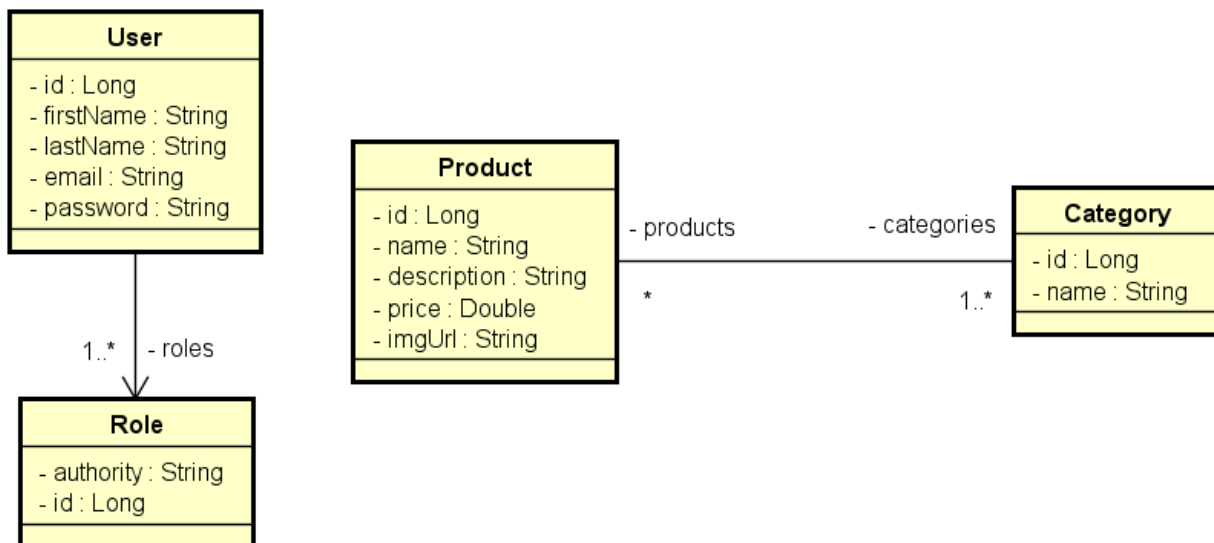 User
- id : Long
- firstName : String
- lastName : String
- email : String
- password : String
1..*
- roles
Role
- authority : String
- id : Long
Product
- id : Long
- name : String
- description : String
- price : Double
- imgUrl : String
- products
*
- categories
1..*
Category
- id : Long
- name : String